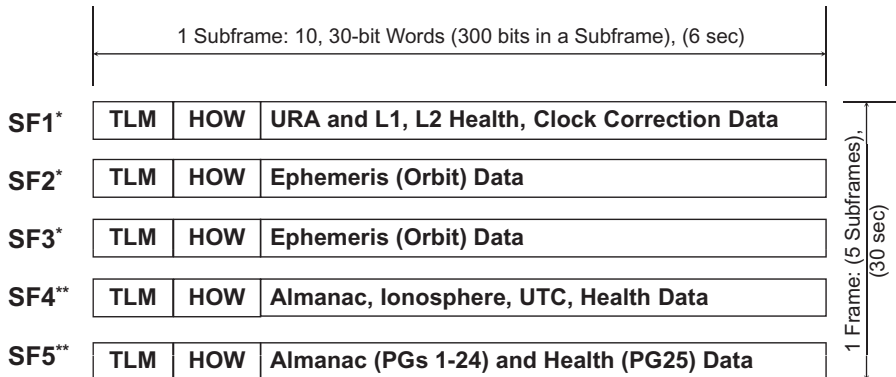 1 Subframe: 10, 30-bit Words (300 bits in a Subframe), (6 sec)
SF1* TLM HOW URA and L1, L2 Health, Clock Correction Data
SF2* TLM HOW Ephemeris (Orbit) Data
SF3* TLM HOW Ephemeris (Orbit) Data
SF4** TLM HOW Almanac, Ionosphere, UTC, Health Data
SF5** TLM HOW Almanac (PGs 1-24) and Health (PG25) Data
1 Frame: (5 Subframes),
(30 sec)